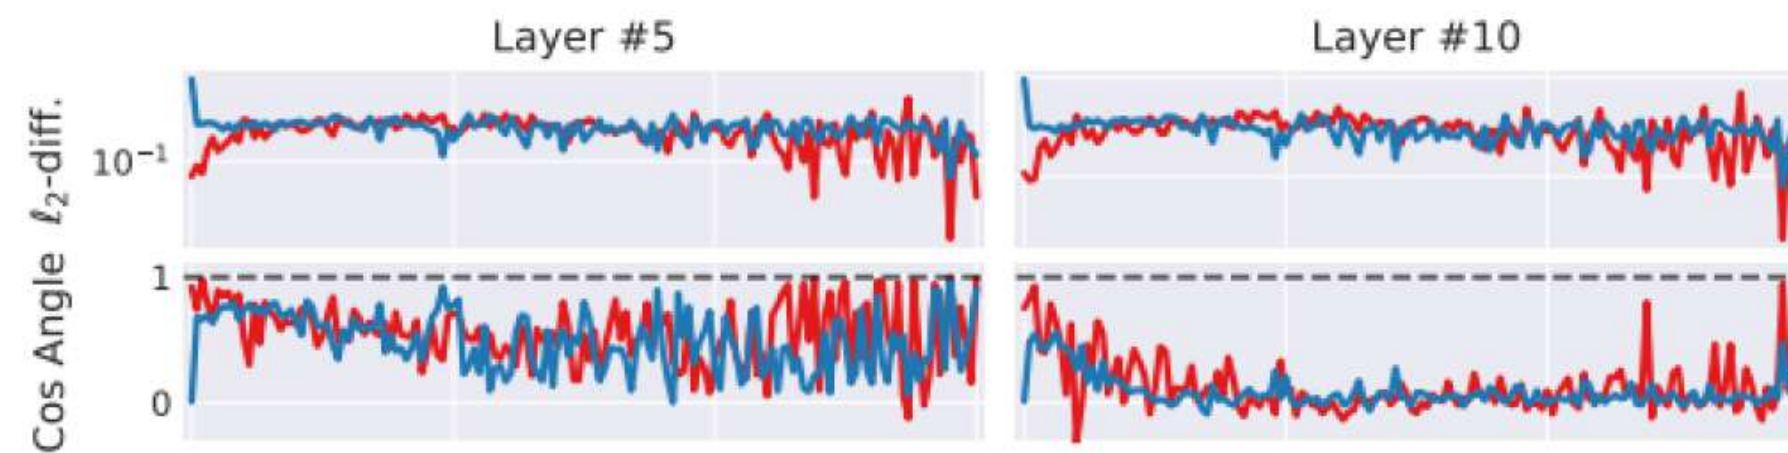 Layer #5
Layer #10
ℓ₂-diff.
10⁻¹
Cos Angle
1
0